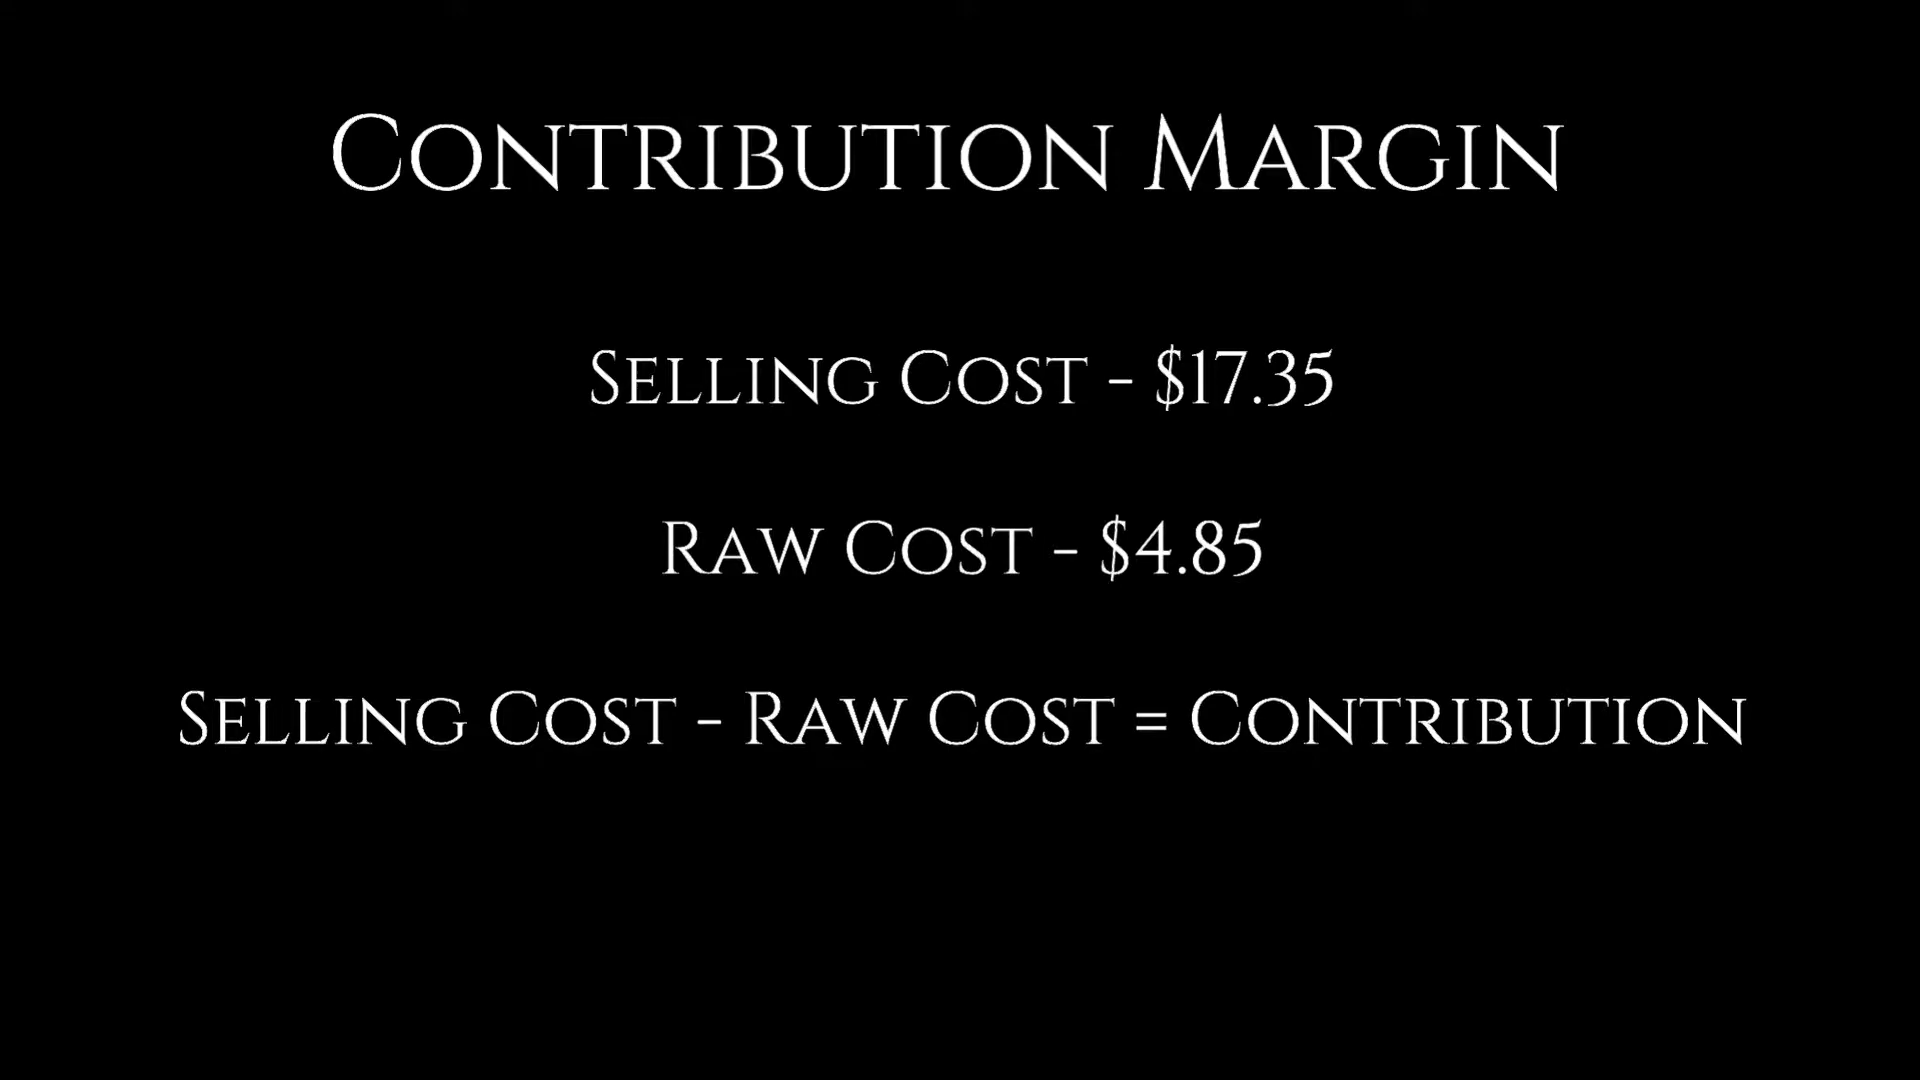 Contribution Margin
Selling Cost - $17.35
Raw Cost - $4.85
Selling Cost - Raw Cost = Contribution